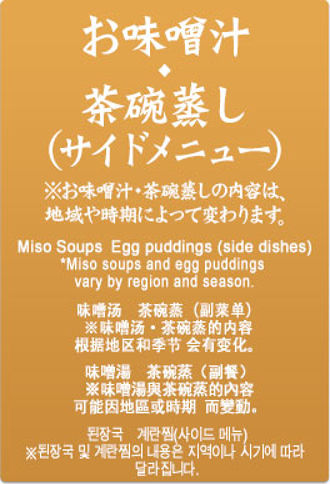 お味噌汁
・
茶碗蒸し
(サイドメニュー)
※お味噌汁・茶碗蒸しの内容は、
地域や時期によって変わります。
Miso Soups  Egg puddings (side dishes)
*Miso soups and egg puddings
vary by region and season.
味噌汤　茶碗蒸（副菜单）
※味噌汤・茶碗蒸的内容
根据地区和季节 会有变化。
味噌湯　茶碗蒸（副餐）
※味噌湯與茶碗蒸的內容
可能因地區或時期 而變動。
된장국　계란찜(사이드 메뉴)
※된장국 및 계란찜의 내용은 지역이나 시기에 따라
달라집니다.